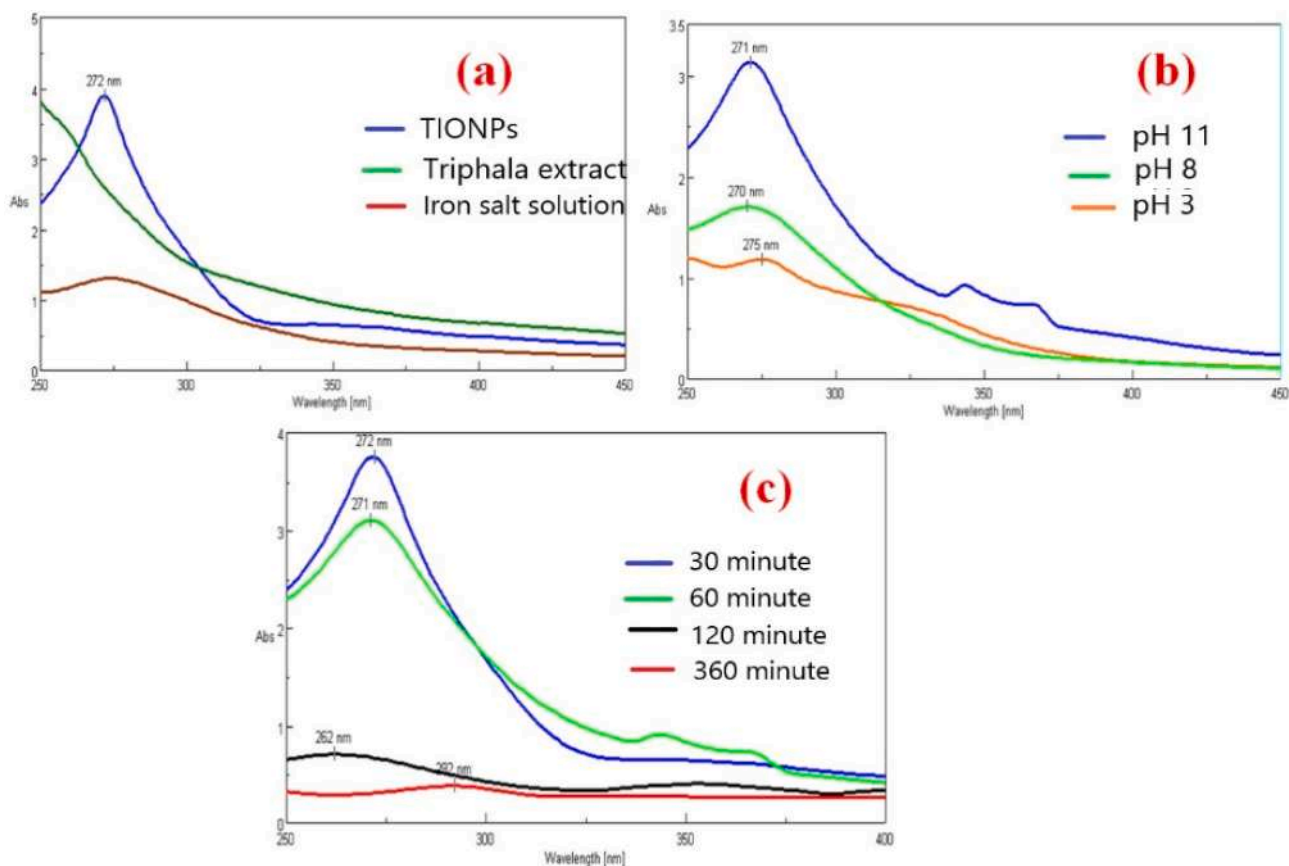 (a)
5
4
3
2
1
0
Abs
272 nm
TIONPs
Triphala extract
Iron salt solution
250
300
350
400
450
Wavelength [nm]
(b)
3.5
3
2
1
0
Abs
271 nm
270 nm
275 nm
pH 11
pH 8
pH 3
250
300
350
400
450
Wavelength [nm]
(c)
4
3
2
1
0
Abs
272 nm
271 nm
262 nm
292 nm
30 minute
60 minute
120 minute
360 minute
250
300
350
400
Wavelength [nm]